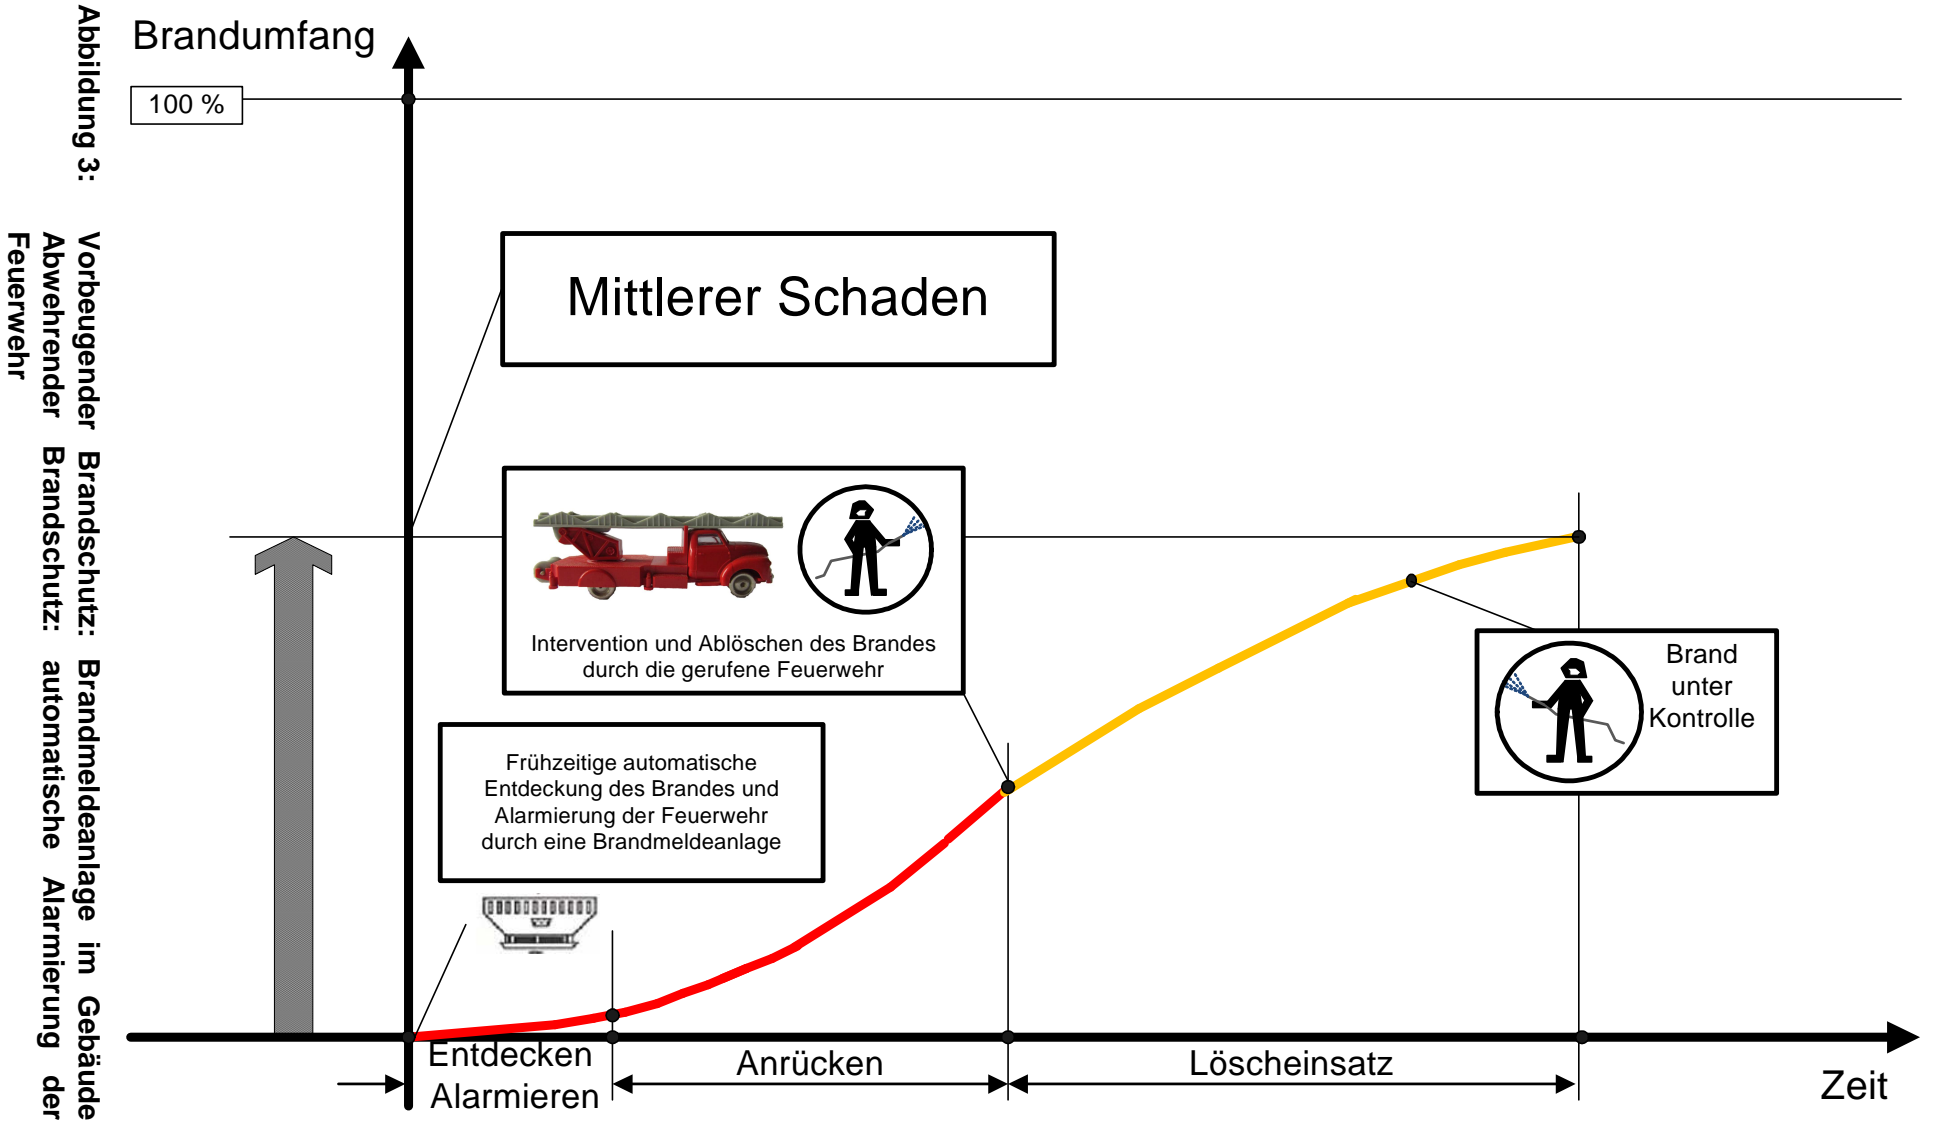 Abbildung 3:
Vorbeugender Brandschutz: Brandmeldeanlage im Gebäude
Abwehrender Brandschutz: automatische Alarmierung der
Feuerwehr
Brandumfang
100 %
Mittlerer Schaden
Intervention und Ablöschen des Brandes
durch die gerufene Feuerwehr
Brand
unter
Kontrolle
Frühzeitige automatische
Entdeckung des Brandes und
Alarmierung der Feuerwehr
durch eine Brandmeldeanlage
Entdecken
Alarmieren
Anrücken
Löscheinsatz
Zeit